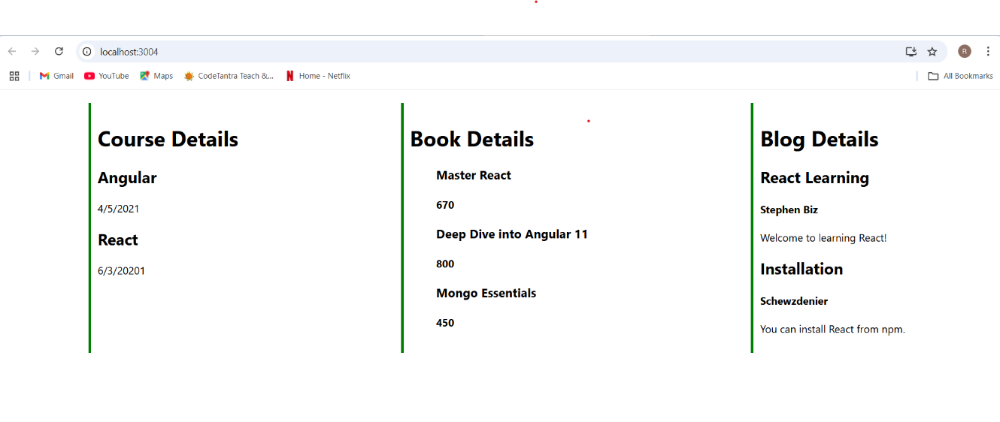 localhost:3004
Gmail
YouTube
Maps
CodeTantra Teach &...
Home - Netflix
All Bookmarks
R
Course Details
Angular
4/5/2021
React
6/3/20201
Book Details
Master React
670
Deep Dive into Angular 11
800
Mongo Essentials
450
Blog Details
React Learning
Stephen Biz
Welcome to learning React!
Installation
Schewzdenier
You can install React from npm.